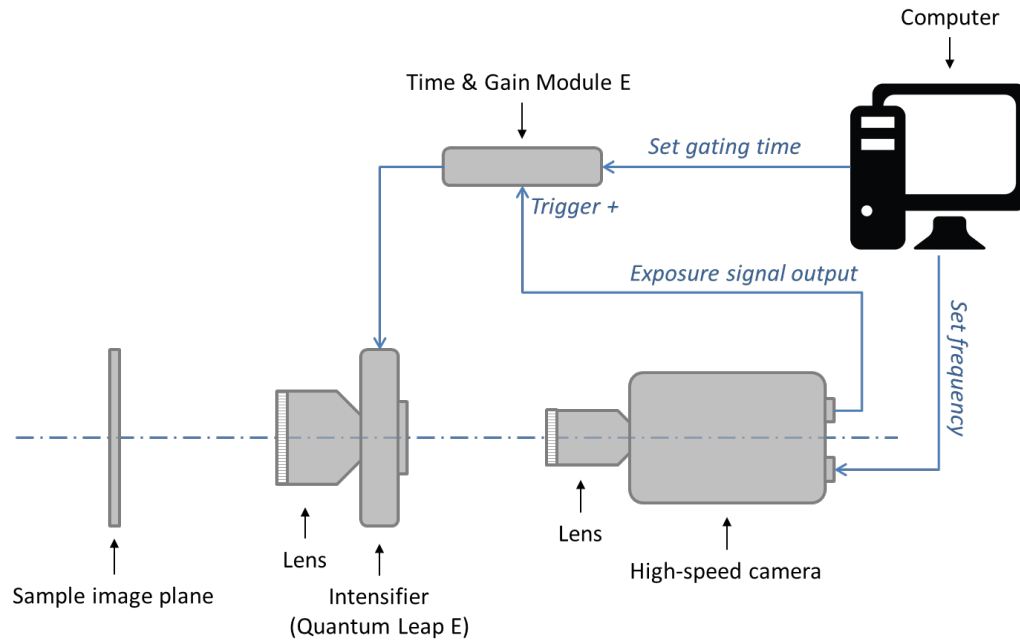 Computer
Time & Gain Module E
Set gating time
Trigger +
Exposure signal output
Set frequency
Lens
Lens
Sample image plane
Intensifier
(Quantum Leap E)
High-speed camera